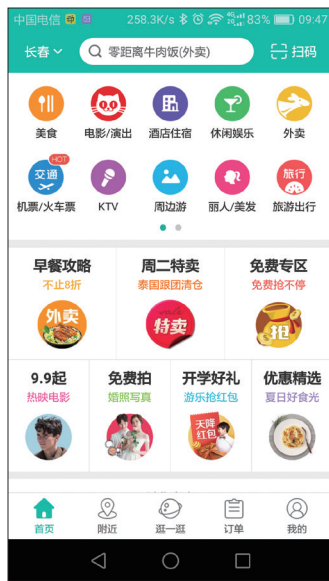 中国电信 258.3K/s 4G 83% 09:47
长春 零距离牛肉饭(外卖) 扫码
美食 电影/演出 酒店住宿 休闲娱乐 外卖
交通 HOT 旅行
机票/火车票 KTV 周边游 丽人/美发 旅游出行
早餐攻略 周二特卖 免费专区
不止8折 泰国跟团清仓 免费抢不停
外卖 特卖 抢
9.9起 免费拍 开学好礼 优惠精选
热映电影 婚照写真 游乐抢红包 夏日好食光
天降
红包
首页 附近 逛一逛 订单 我的